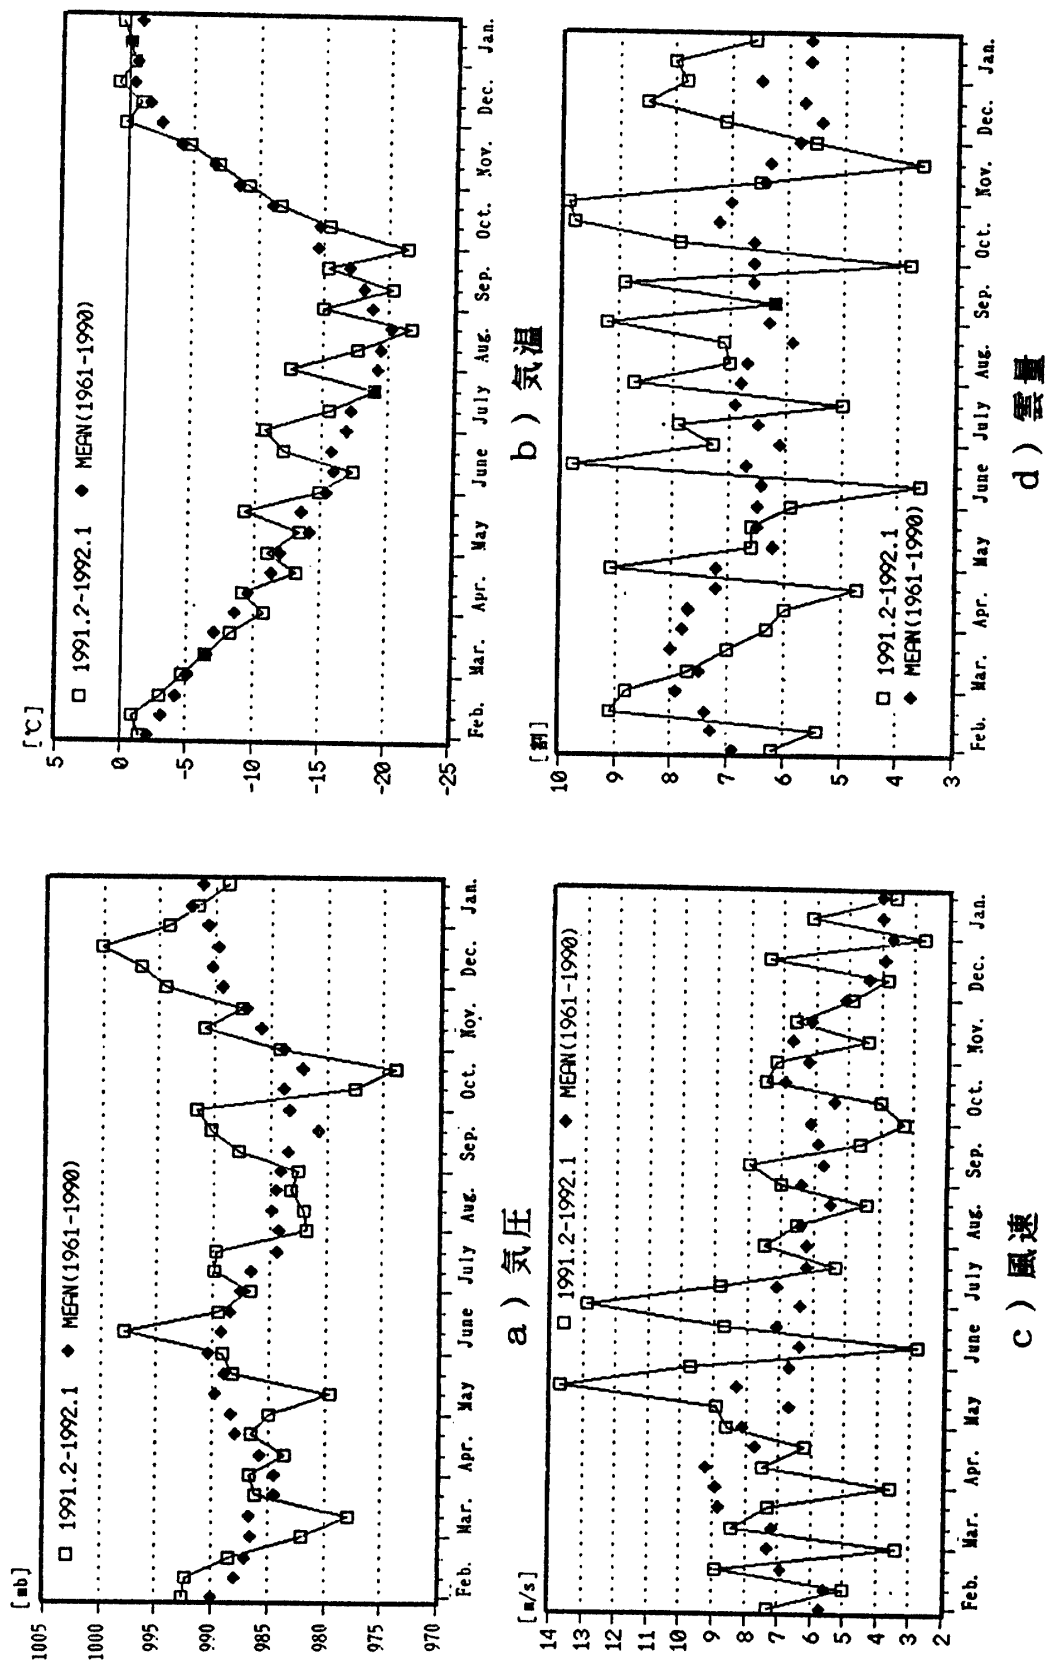 [mb]
□ 1991.2-1992.1 ◆ MEAN(1961-1990)
1005
1000
995
990
985
980
975
970
Feb. Mar. Apr. May June July Aug. Sep. Oct. Nov. Dec. Jan.
a)気圧
[℃]
□ 1991.2-1992.1 ◆ MEAN(1961-1990)
5
0
-5
-10
-15
-20
-25
Feb. Mar. Apr. May June July Aug. Sep. Oct. Nov. Dec. Jan.
b)気温
[m/s]
□ 1991.2-1992.1 ◆ MEAN(1961-1990)
14
13
12
11
10
9
8
7
6
5
4
3
2
Feb. Mar. Apr. May June July Aug. Sep. Oct. Nov. Dec. Jan.
c)風速
[割]
10
9
8
7
6
5
4
3
□ 1991.2-1992.1
◆ MEAN(1961-1990)
Feb. Mar. Apr. May June July Aug. Sep. Oct. Nov. Dec. Jan.
d)雲量